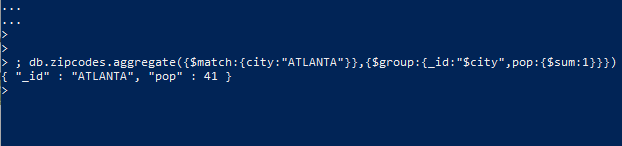 ...
...
>
>
> ; db.zipcodes.aggregate({$match:{city:"ATLANTA"}},{$group:{_id:"$city",pop:{$sum:1}}})
{ "_id" : "ATLANTA", "pop" : 41 }
>